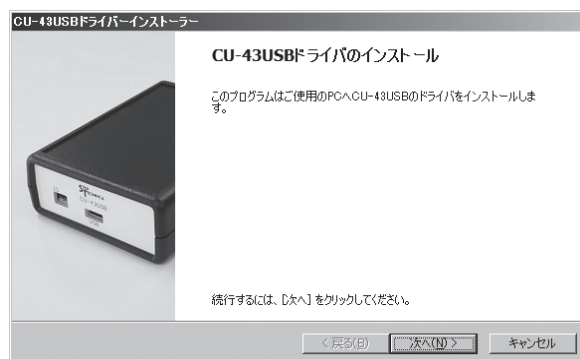 CU-43USBドライバーインストーラー
CU-43USBドライバのインストール
このプログラムはご使用のPCへCU-43USBのドライバをインストールしま
す。
CU-43USB
USB
続行するには、[次へ] をクリックしてください。
< 戻る(B)
次へ(N) >
キャンセル